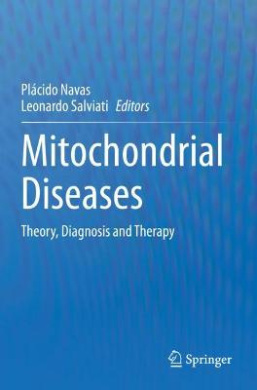 Plácido Navas
Leonardo Salviati Editors
Mitochondrial
Diseases
Theory, Diagnosis and Therapy
Springer